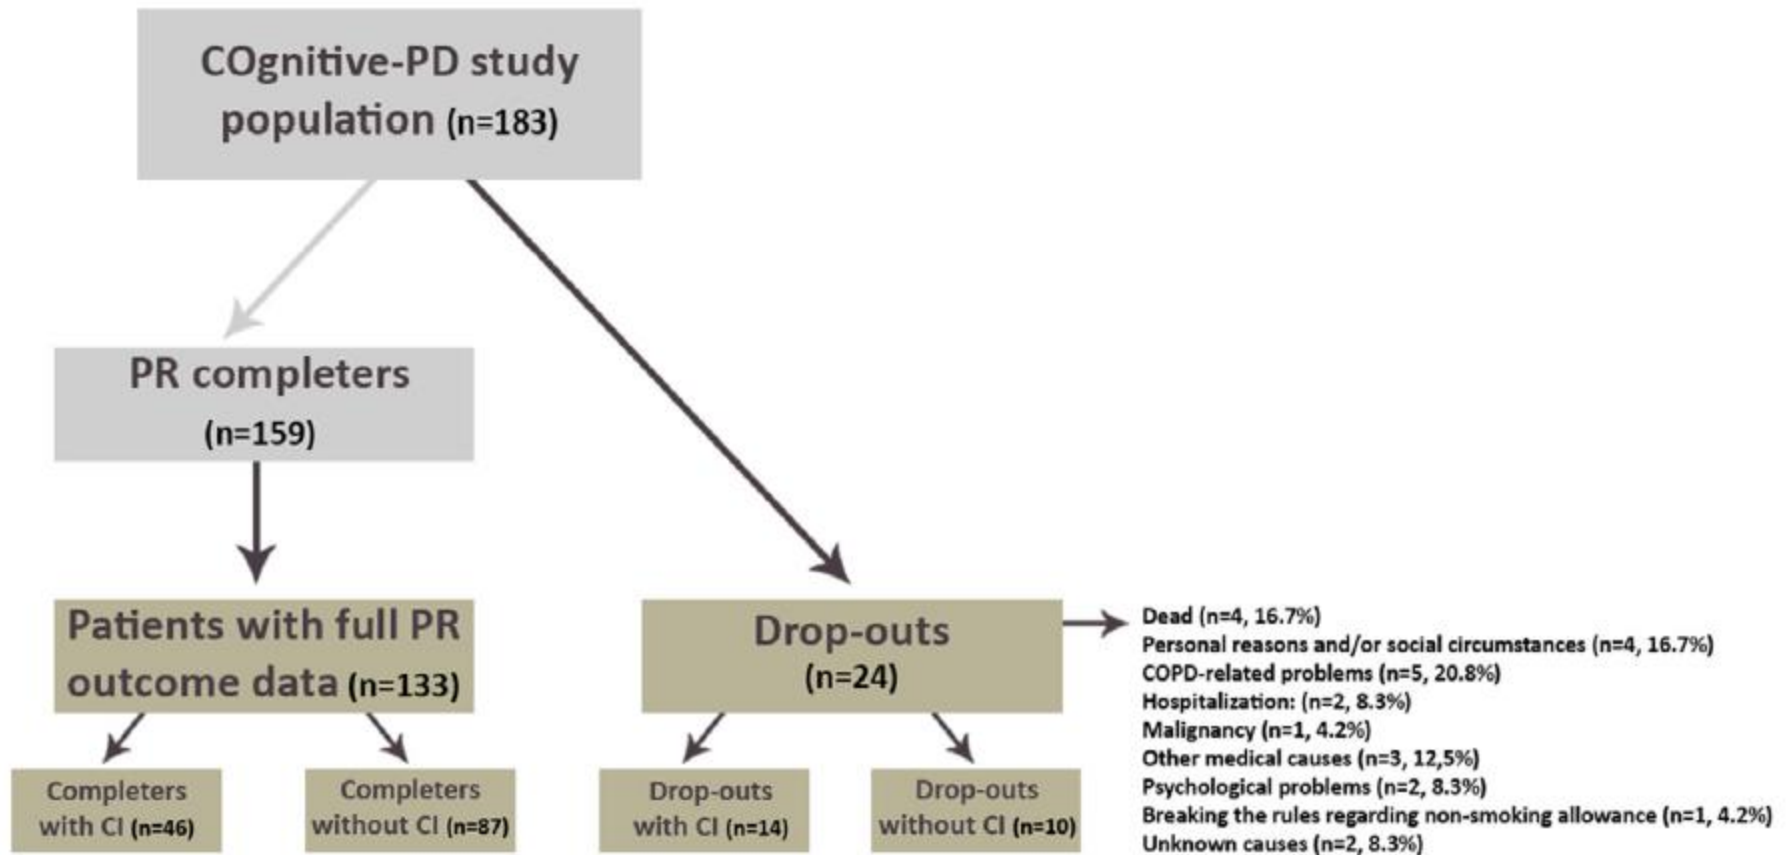 COgnitive-PD study
population (n=183)
PR completers
(n=159)
Patients with full PR
outcome data (n=133)
Drop-outs
(n=24)
Dead (n=4, 16.7%)
Personal reasons and/or social circumstances (n=4, 16.7%)
COPD-related problems (n=5, 20.8%)
Hospitalization: (n=2, 8.3%)
Malignancy (n=1, 4.2%)
Other medical causes (n=3, 12,5%)
Psychological problems (n=2, 8.3%)
Breaking the rules regarding non-smoking allowance (n=1, 4.2%)
Unknown causes (n=2, 8.3%)
Completers
with CI (n=46)
Completers
without CI (n=87)
Drop-outs
with CI (n=14)
Drop-outs
without CI (n=10)